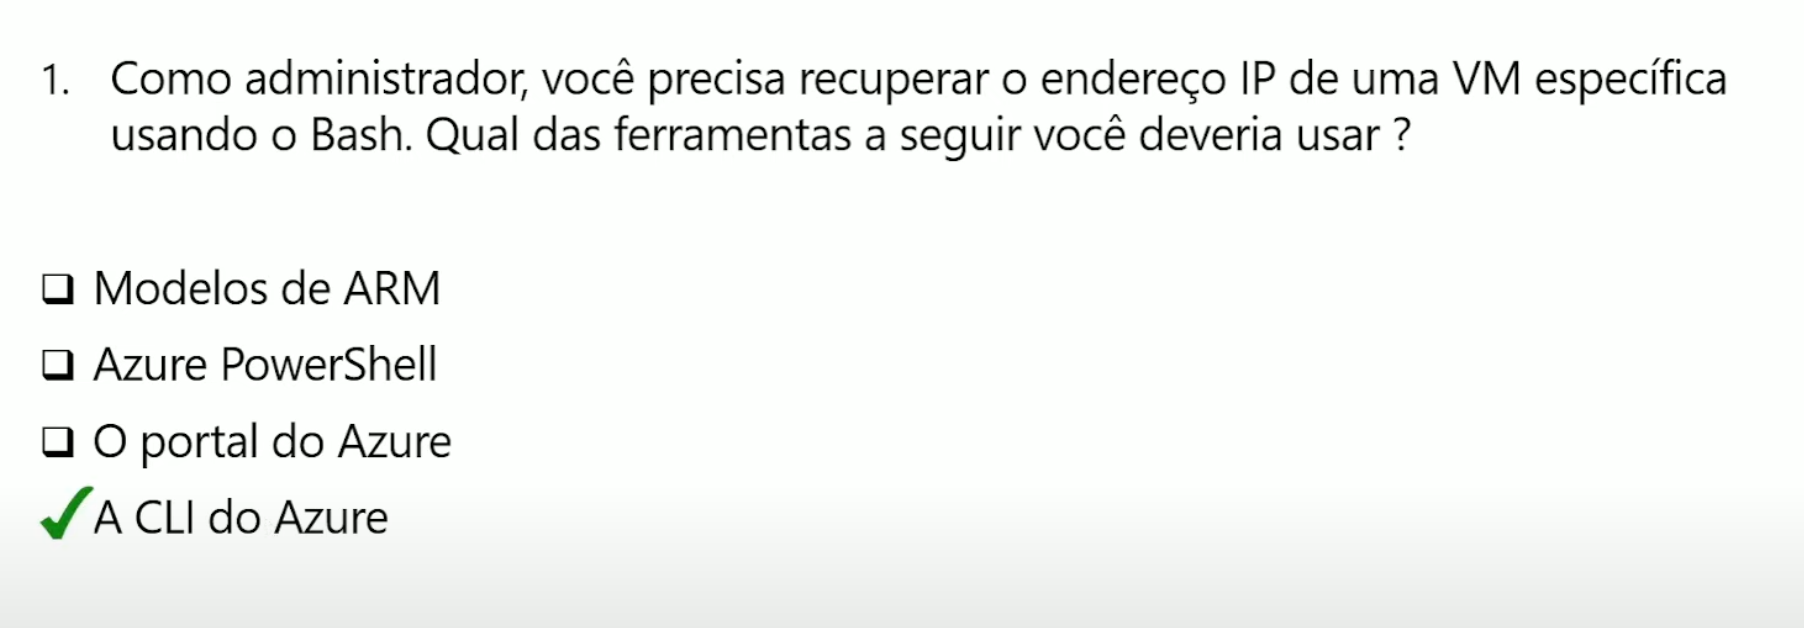 1. Como administrador, você precisa recuperar o endereço IP de uma VM específica
usando o Bash. Qual das ferramentas a seguir você deveria usar ?
Modelos de ARM
Azure PowerShell
O portal do Azure
A CLI do Azure